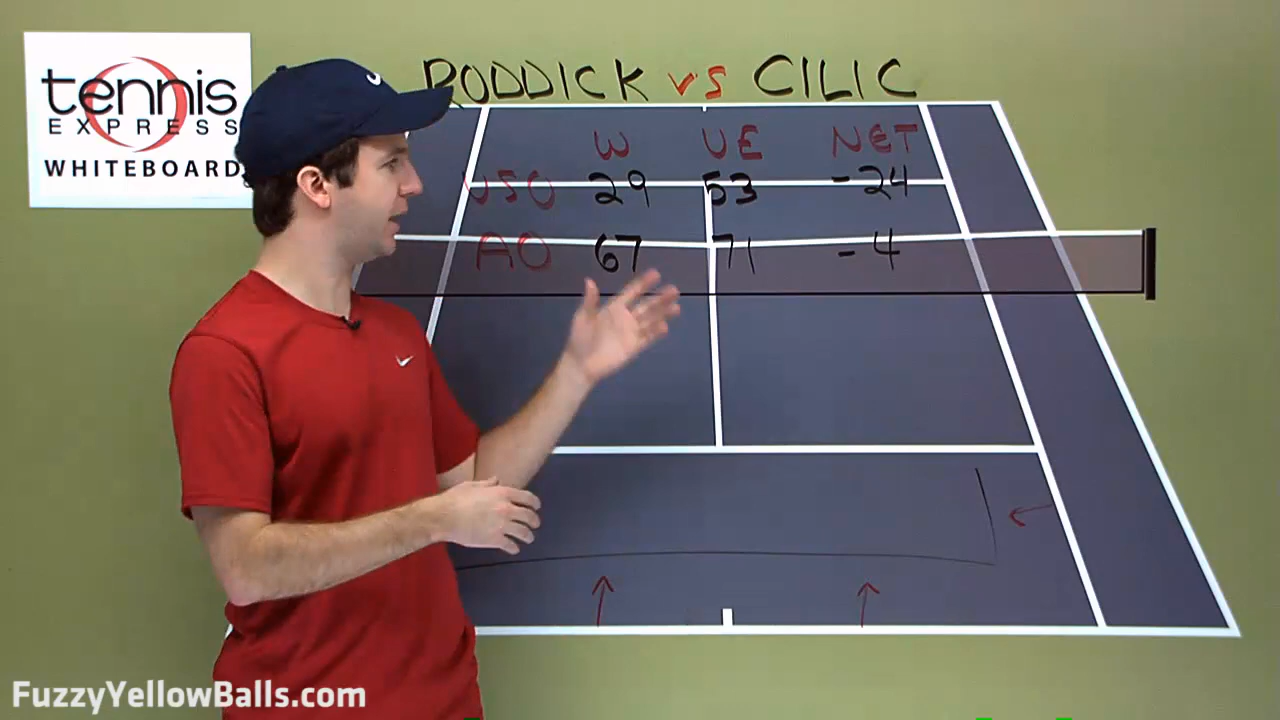 tennis
EXPRESS
WHITEBOARD
RODDICK vs CILIC
W UE NET
USO 29 53 -24
AO 67 71 -4
FuzzyYellowBalls.com